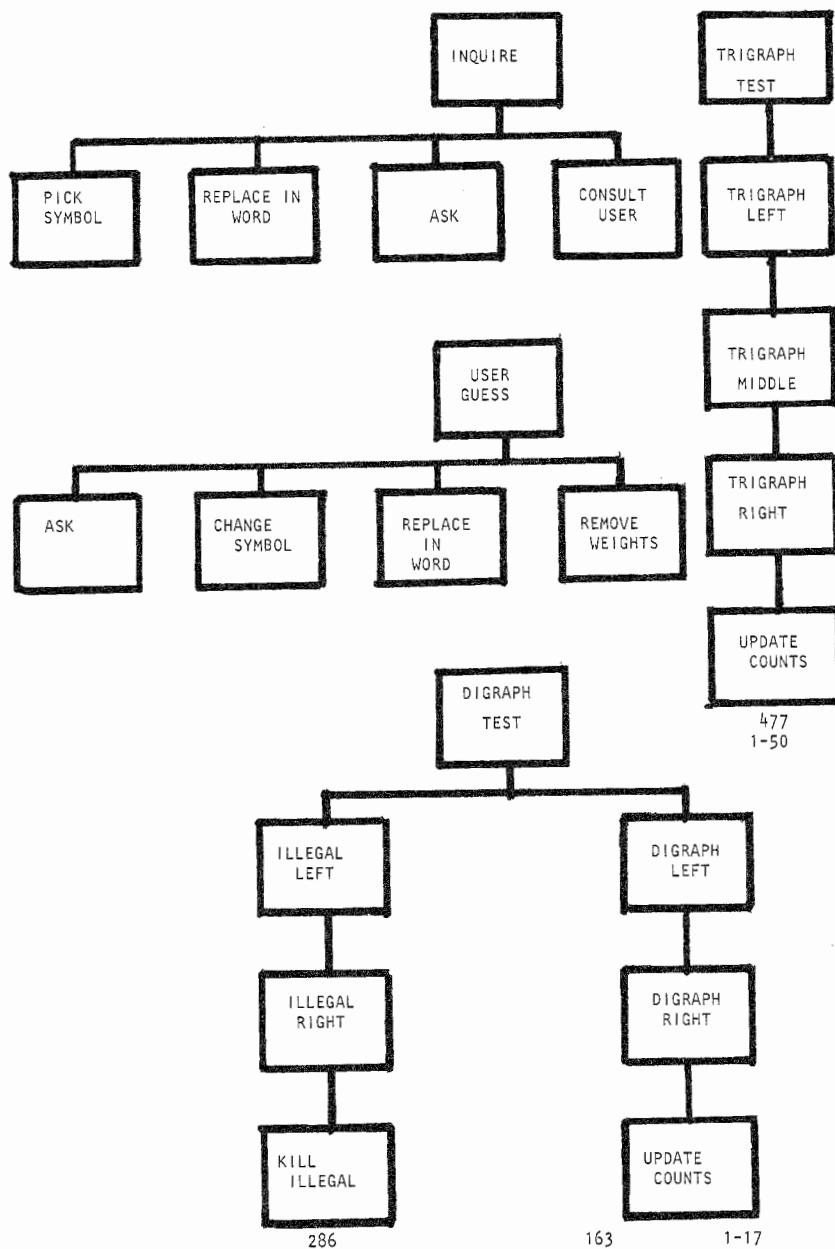 INQUIRE
PICK
SYMBOL
REPLACE IN
WORD
ASK
CONSULT
USER
TRIGRAPH
TEST
TRIGRAPH
LEFT
TRIGRAPH
MIDDLE
TRIGRAPH
RIGHT
UPDATE
COUNTS
477
1-50
USER
GUESS
ASK
CHANGE
SYMBOL
REPLACE
IN
WORD
REMOVE
WEIGHTS
DIGRAPH
TEST
ILLEGAL
LEFT
ILLEGAL
RIGHT
KILL
ILLEGAL
286
DIGRAPH
LEFT
DIGRAPH
RIGHT
UPDATE
COUNTS
163
1-17